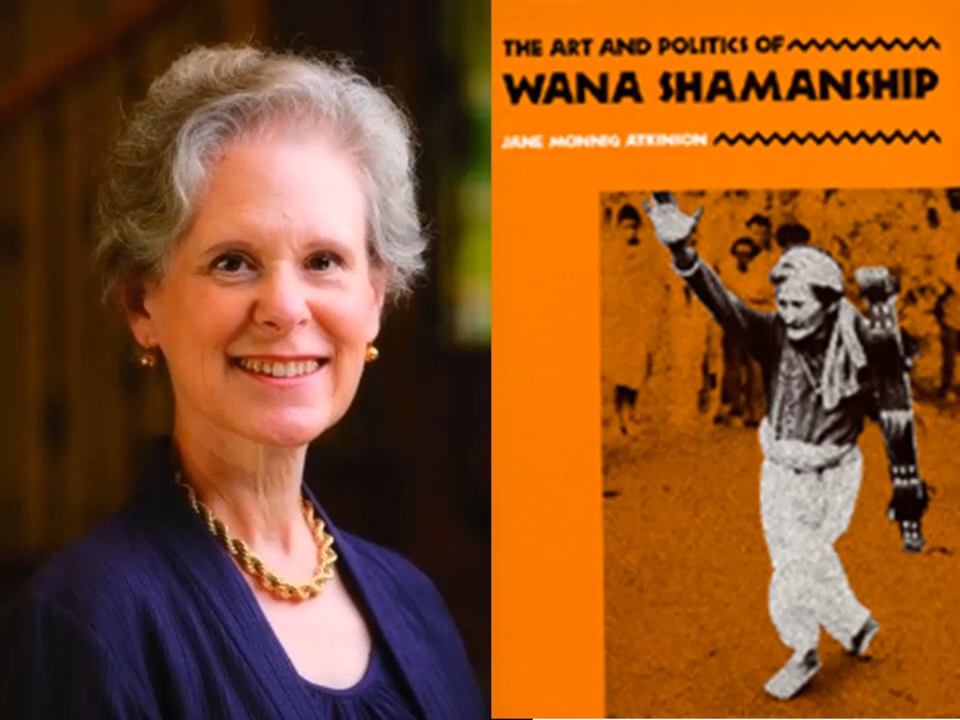 THE ART AND POLITICS OF
WANA SHAMANSHIP
JANE MONNIG ATKINSON